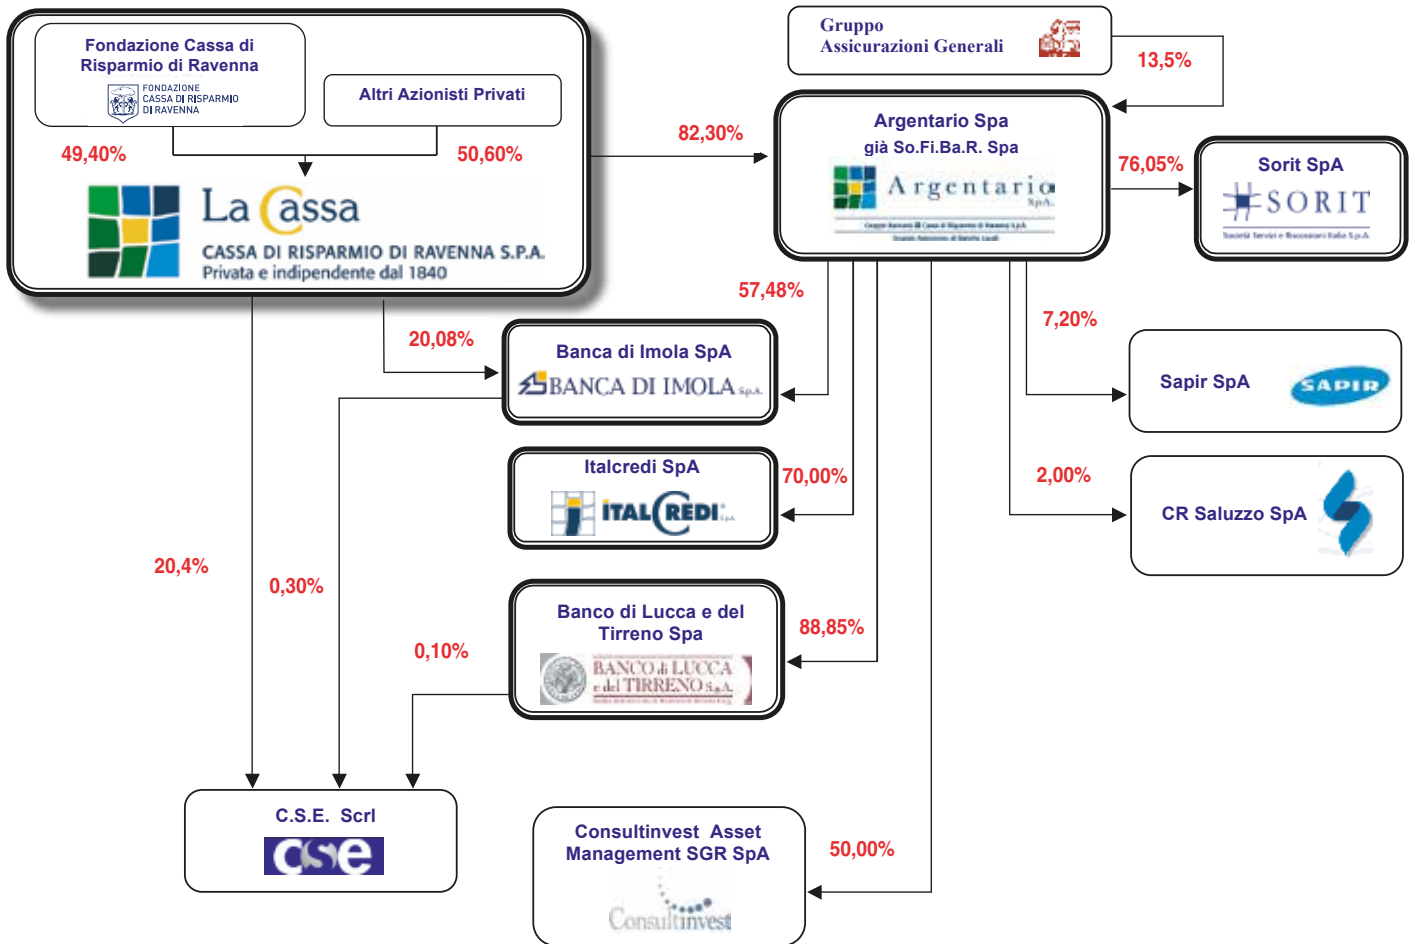 Fondazione Cassa di
Risparmio di Ravenna
FONDAZIONE
CASSA DI RISPARMIO
DI RAVENNA
Altri Azionisti Privati
49,40%
50,60%
La Cassa
CASSA DI RISPARMIO DI RAVENNA S.P.A.
Privata e indipendente dal 1840
Gruppo
Assicurazioni Generali
13,5%
82,30%
Argentario Spa
già So.Fi.Ba.R. Spa
Argentario
S.p.A.
76,05%
Sorit SpA
SORIT
Società Servizi e Riscossioni Italia S.p.A.
57,48%
20,08%
Banca di Imola SpA
BANCA DI IMOLA S.p.A.
7,20%
Sapir SpA
SAPIR
Italcredi SpA
ITALCREDI
70,00%
2,00%
CR Saluzzo SpA
20,4%
0,30%
Banco di Lucca e del
Tirreno Spa
BANCO di LUCCA
e del TIRRENO S.p.A.
88,85%
0,10%
C.S.E. Scrl
cse
Consultinvest Asset
Management SGR SpA
Consultinvest
50,00%